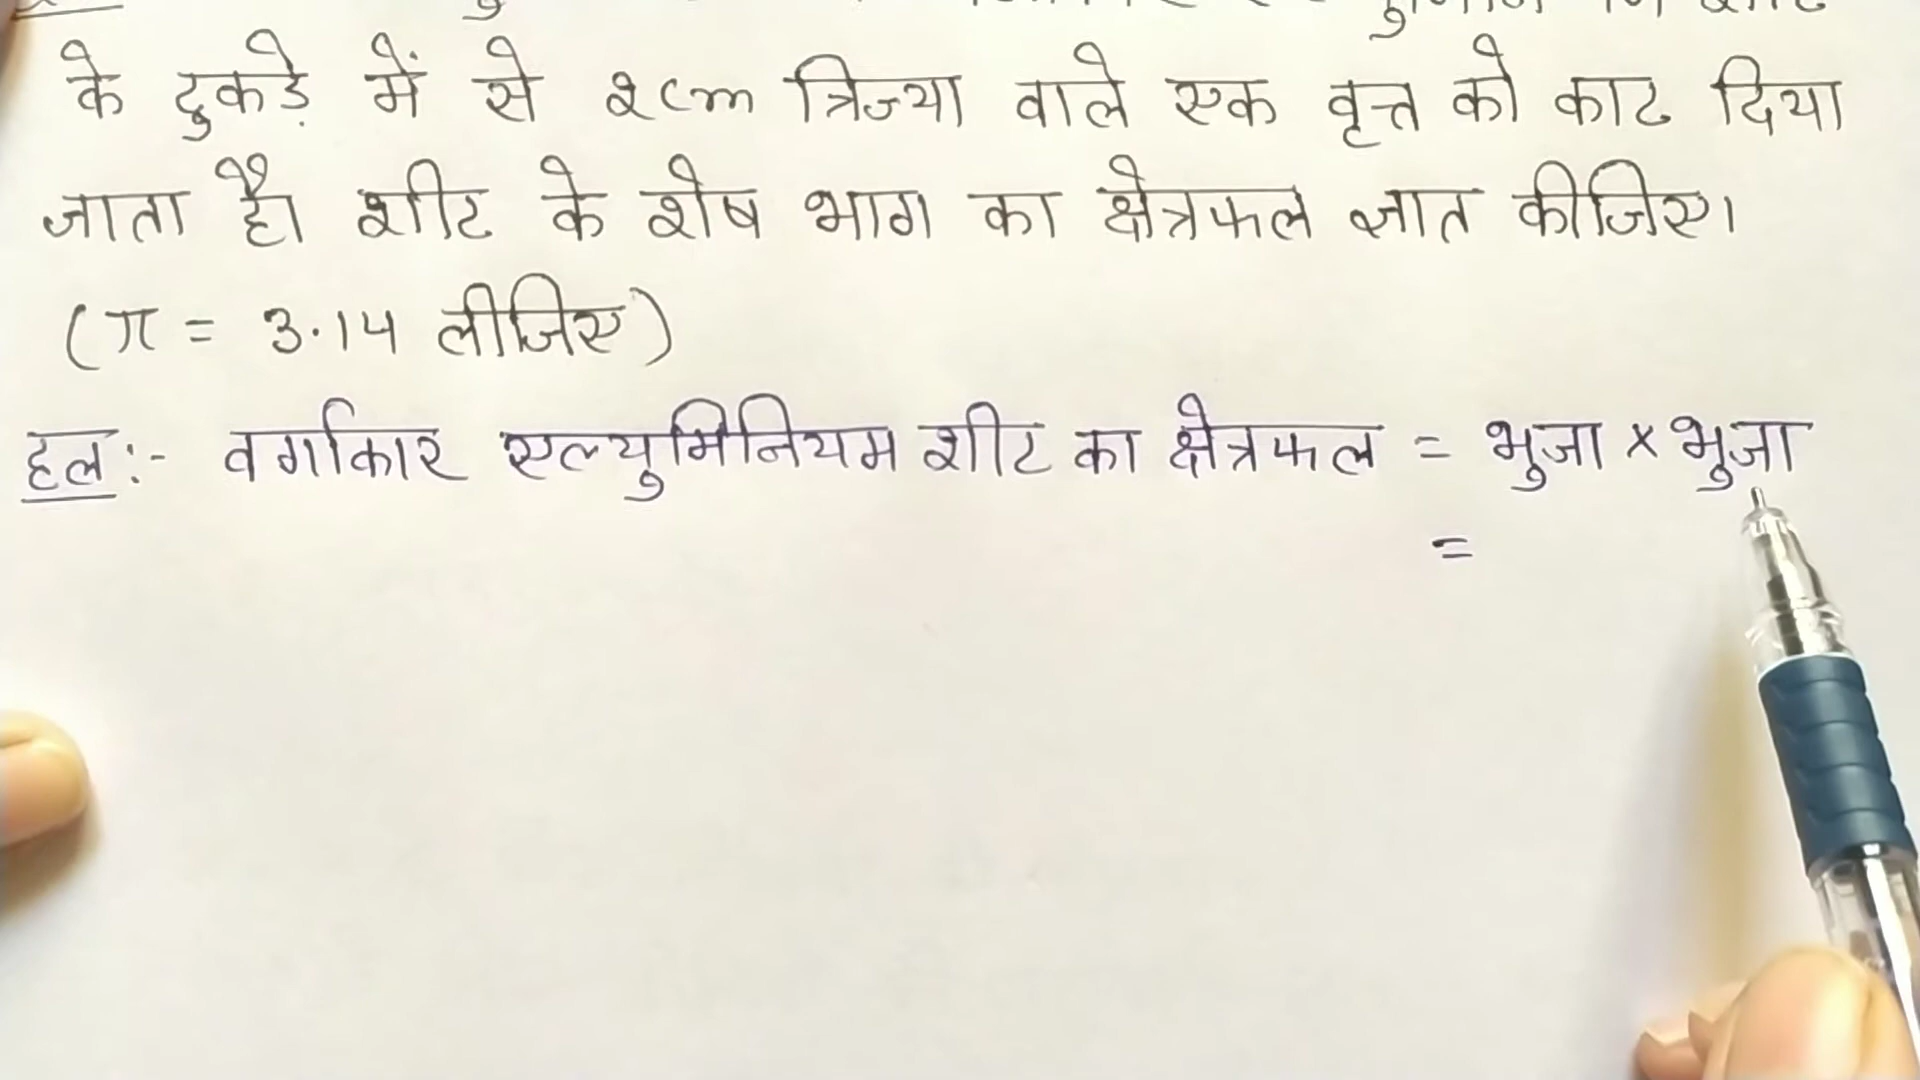 के टुकड़े में से 2cm त्रिज्या वाले एक वृत्त को काट दिया
जाता है। शीट के शेष भाग का क्षेत्रफल ज्ञात कीजिए।
(π = 3.14 लीजिए)
हल:- वर्गाकार एल्युमिनियम शीट का क्षेत्रफल = भुजा × भुजा
=